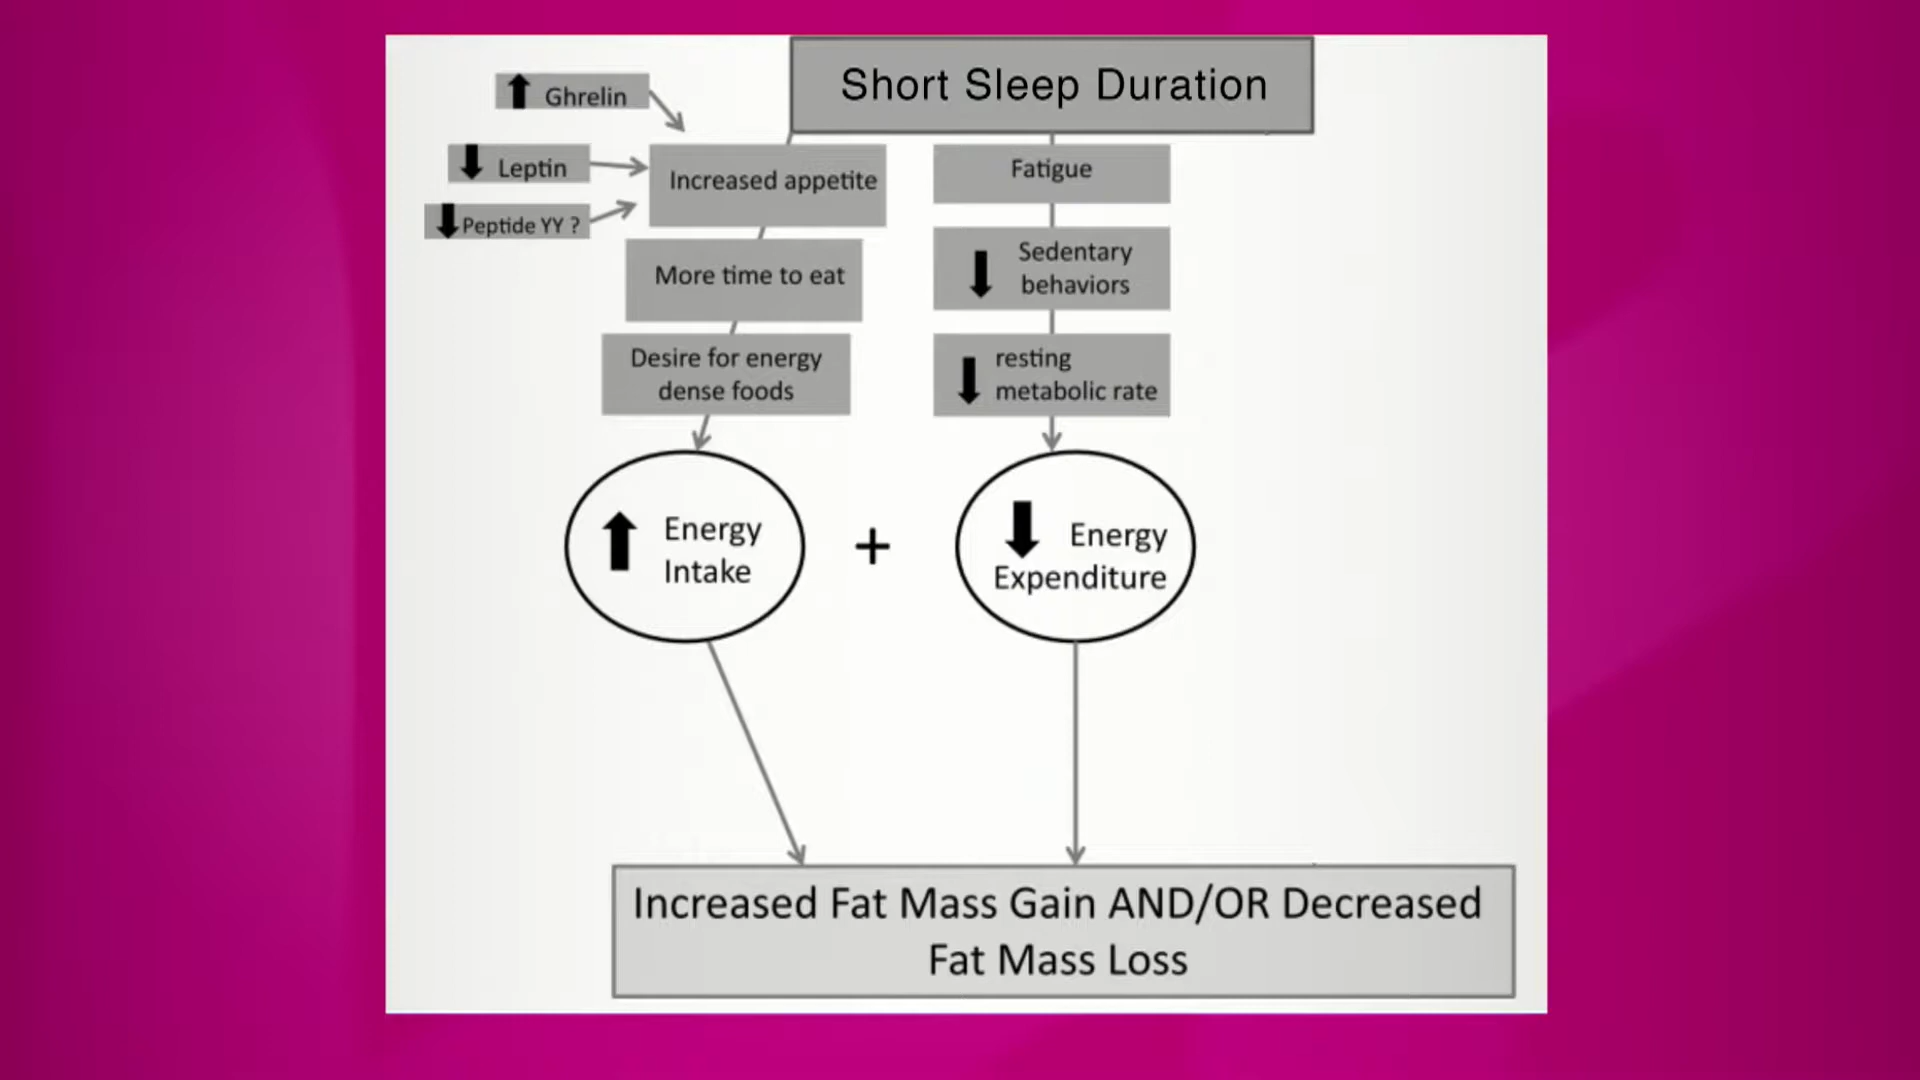 Short Sleep Duration
Ghrelin
Leptin
Peptide YY ?
Increased appetite
More time to eat
Desire for energy
dense foods
Fatigue
Sedentary
behaviors
resting
metabolic rate
Energy
Intake
+
Energy
Expenditure
Increased Fat Mass Gain AND/OR Decreased
Fat Mass Loss